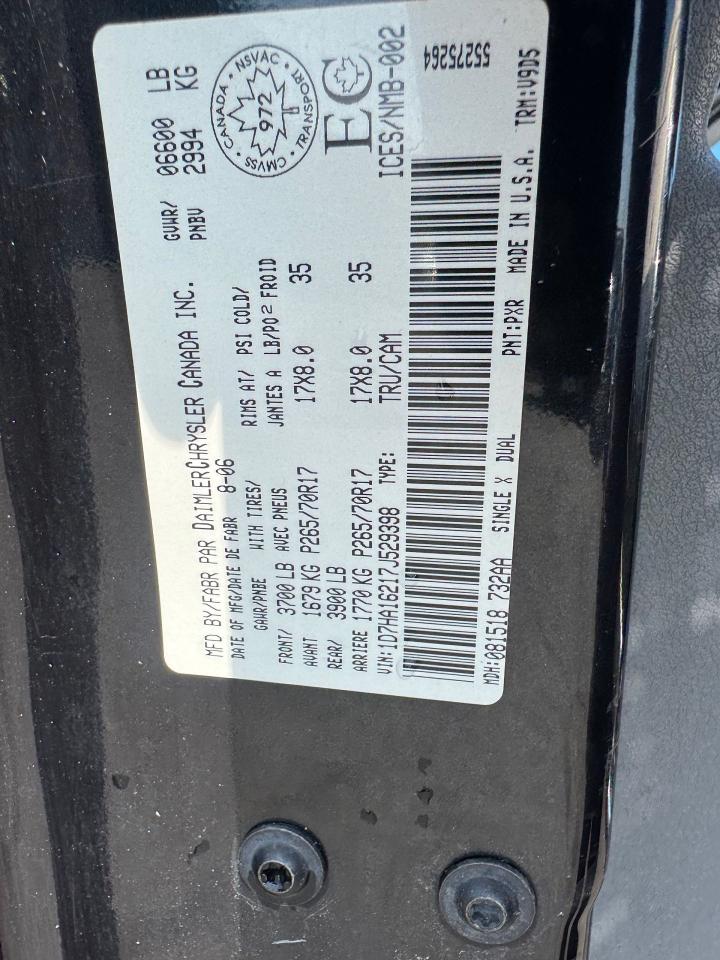 MFD BY/FABR PAR DAIMLERCHRYSLER CANADA INC.
DATE OF MFG/DATE DE FABR 8-06
GVWR/ 06600 LB
PNBV 2994 KG
GAWR/PNBE WITH TIRES/ RIMS AT/ PSI COLD/
AVEC PNEUS JANTES A LB/PO2 FROID
FRONT/ 3700 LB
AVANT 1679 KG P265/70R17 17X8.0 35
REAR/ 3900 LB
ARRIERE 1770 KG P265/70R17 17X8.0 35
VIN:1D7HA16217J529398 TYPE: TRU/CAM
CANADA • NSVAC • TRANSPORT • CMVSS
972
EC
ICES/NMB-002
55275264
MDH:081518 732AA SINGLE X DUAL
PNT:PXR MADE IN U.S.A. TRM:V9D5